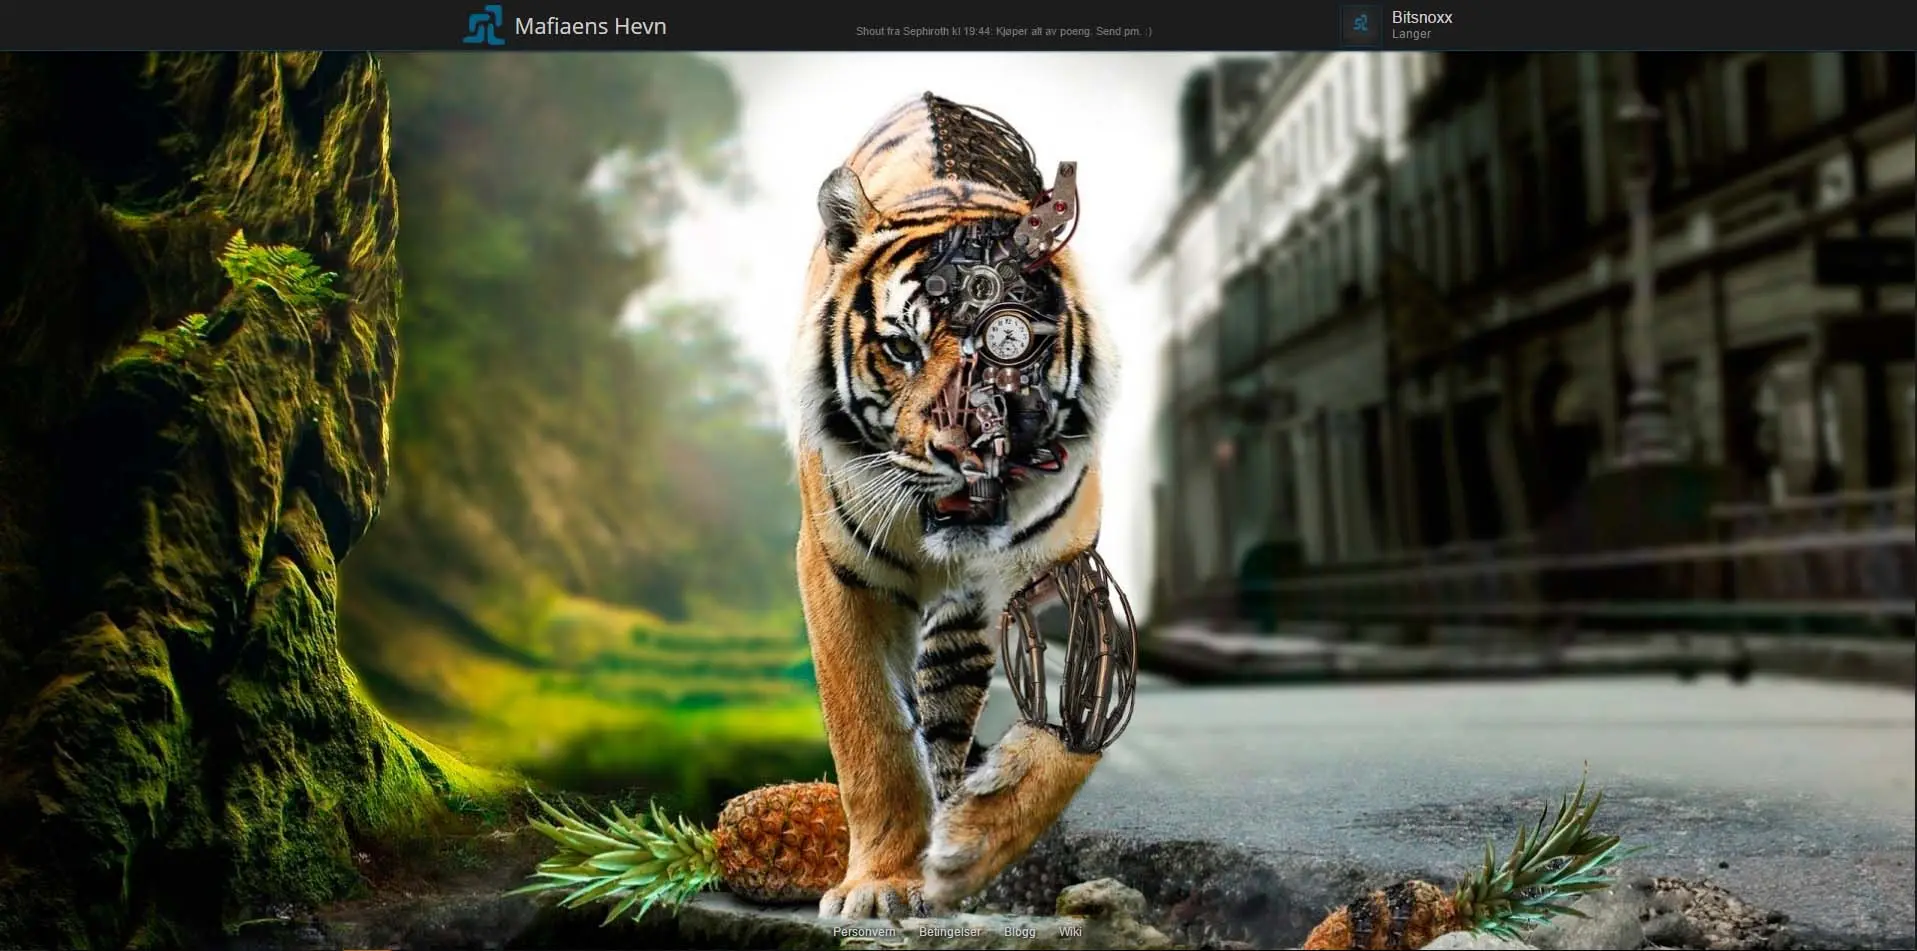 Mafiaens Hevn
Shout fra Sephiroth kl 19:44: Kjøper alt av poeng. Send pm. :)
Bitsnoxx
Langer
Personvern Betingelser Blogg Wiki